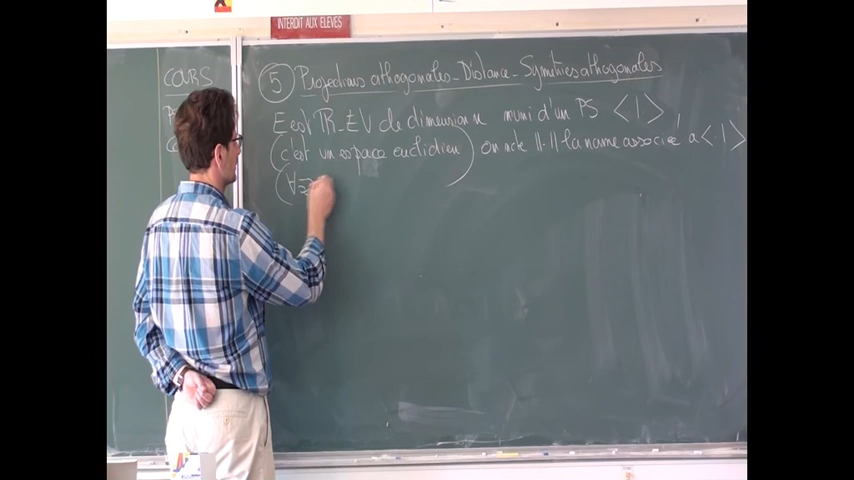 INTERDIT AUX ELEVES
COURS
⑤ Projections orthogonales - Distance - Symétries orthogonales
E est ℝ-EV de dimension n muni d'un PS < | > ,
(c'est un espace euclidien) on note ||·|| la norme associée à < | >
(∀